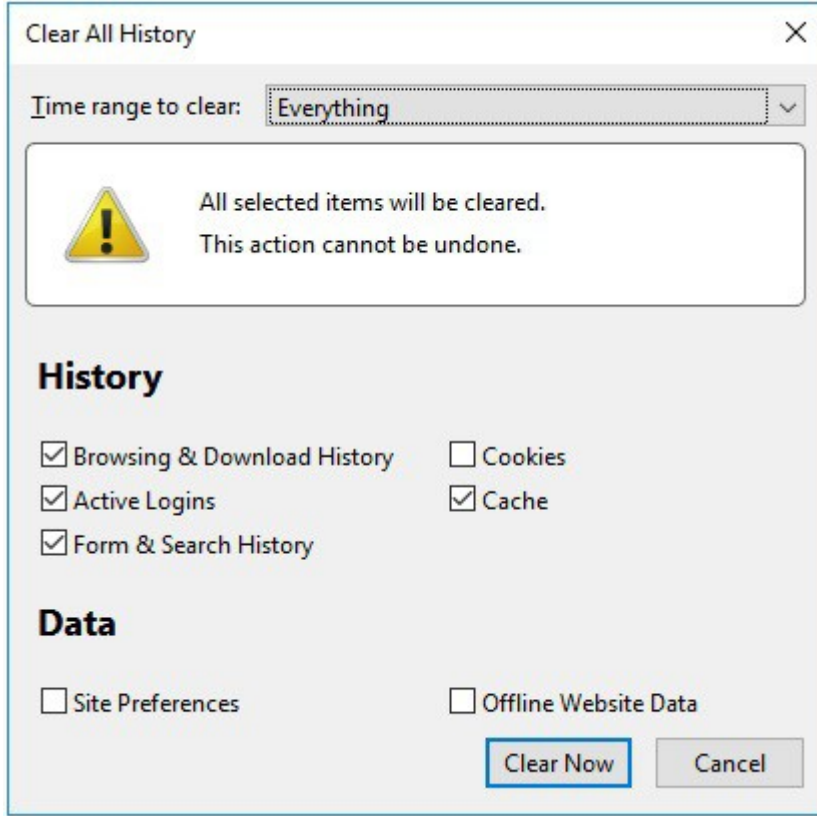 Clear All History
Time range to clear: Everything
All selected items will be cleared.
This action cannot be undone.
History
Browsing & Download History
Cookies
Active Logins
Cache
Form & Search History
Data
Site Preferences
Offline Website Data
Clear Now
Cancel